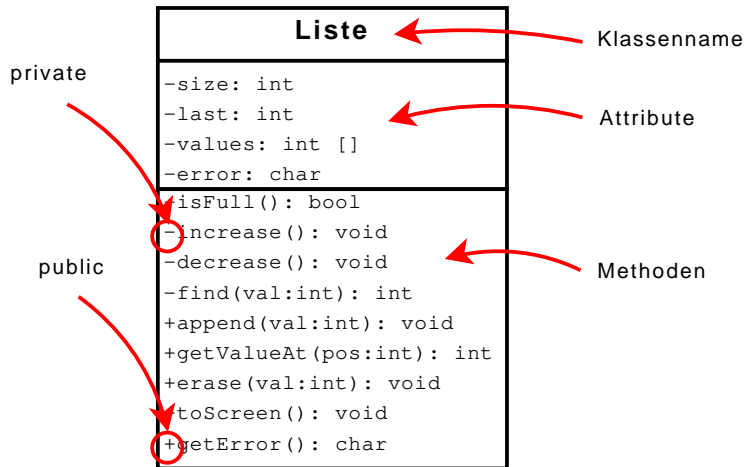 Liste
Klassenname
private
-size: int
-last: int
Attribute
-values: int []
-error: char
-isFull(): bool
-increase(): void
public
-decrease(): void
Methoden
-find(val:int): int
+append(val:int): void
+getValueAt(pos:int): int
+erase(val:int): void
+toScreen(): void
+getError(): char